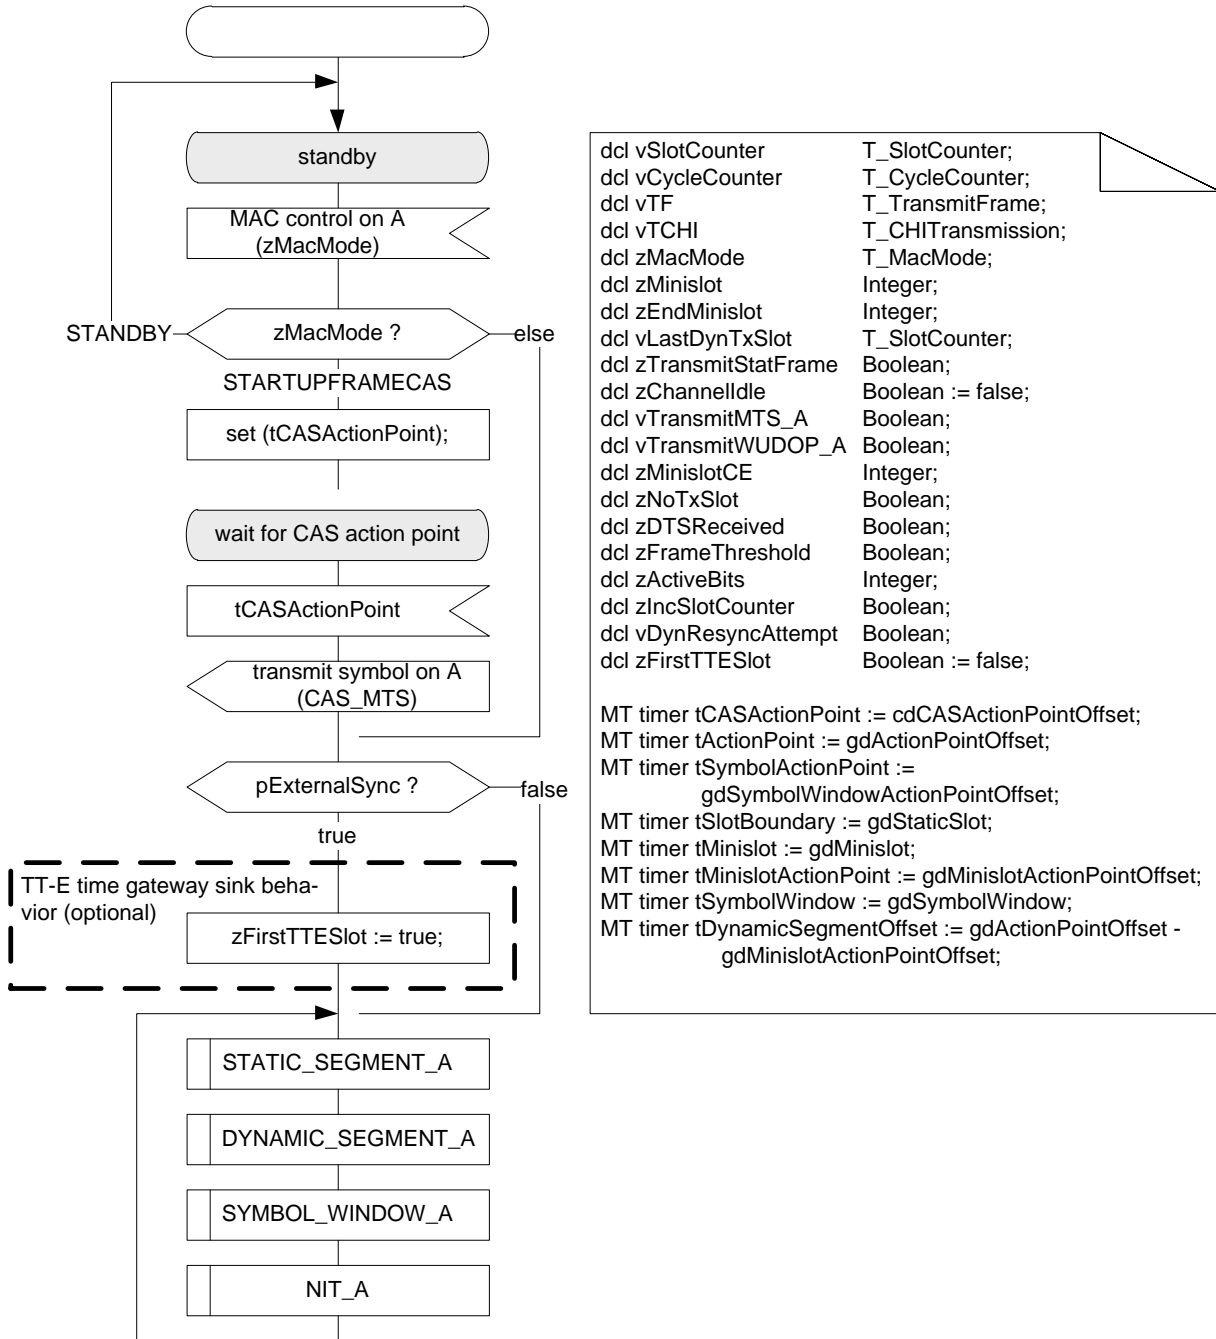 standby
MAC control on A
(zMacMode)
STANDBY
zMacMode ?
else
STARTUPFRAMECAS
set (tCASActionPoint);
wait for CAS action point
tCASActionPoint
transmit symbol on A
(CAS_MTS)
pExternalSync ?
false
true
TT-E time gateway sink beha-
vior (optional)
zFirstTTESlot := true;
STATIC_SEGMENT_A
DYNAMIC_SEGMENT_A
SYMBOL_WINDOW_A
NIT_A
dcl vSlotCounter T_SlotCounter;
dcl vCycleCounter T_CycleCounter;
dcl vTF T_TransmitFrame;
dcl vTCHI T_CHITransmission;
dcl zMacMode T_MacMode;
dcl zMinislot Integer;
dcl zEndMinislot Integer;
dcl vLastDynTxSlot T_SlotCounter;
dcl zTransmitStatFrame Boolean;
dcl zChannelIdle Boolean := false;
dcl vTransmitMTS_A Boolean;
dcl vTransmitWUDOP_A Boolean;
dcl zMinislotCE Integer;
dcl zNoTxSlot Boolean;
dcl zDTSReceived Boolean;
dcl zFrameThreshold Boolean;
dcl zActiveBits Integer;
dcl zIncSlotCounter Boolean;
dcl vDynResyncAttempt Boolean;
dcl zFirstTTESlot Boolean := false;
MT timer tCASActionPoint := cdCASActionPointOffset;
MT timer tActionPoint := gdActionPointOffset;
MT timer tSymbolActionPoint :=
gdSymbolWindowActionPointOffset;
MT timer tSlotBoundary := gdStaticSlot;
MT timer tMinislot := gdMinislot;
MT timer tMinislotActionPoint := gdMinislotActionPointOffset;
MT timer tSymbolWindow := gdSymbolWindow;
MT timer tDynamicSegmentOffset := gdActionPointOffset -
gdMinislotActionPointOffset;